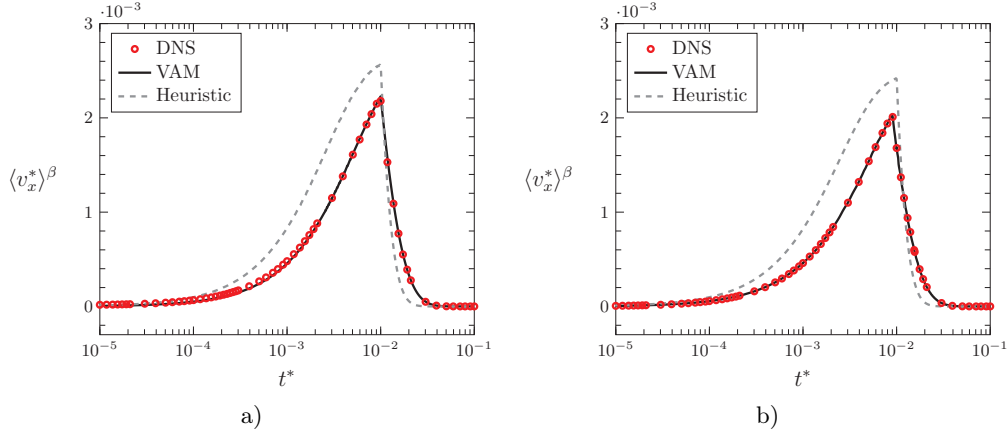 ·10⁻³
3
2
1
0
⟨v*ₓ⟩^β
DNS
VAM
Heuristic
10⁻⁵
10⁻⁴
10⁻³
10⁻²
10⁻¹
t*
a)
·10⁻³
3
2
1
0
⟨v*ₓ⟩^β
DNS
VAM
Heuristic
10⁻⁵
10⁻⁴
10⁻³
10⁻²
10⁻¹
t*
b)